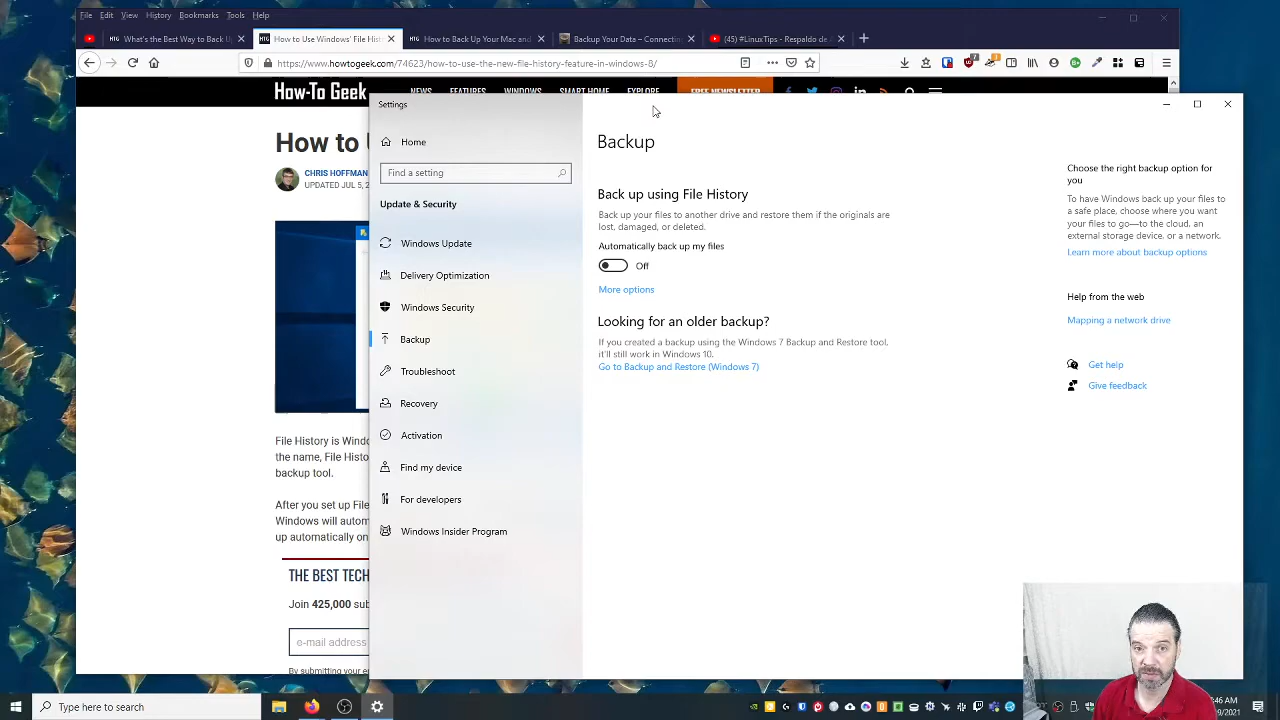 File Edit View History Bookmarks Tools Help
What's the Best Way to Back Up
How to Use Windows' File Hist
How to Back Up Your Mac and
Backup Your Data – Connecting
(45) #LinuxTips - Respaldo de
https://www.howtogeek.com/74623/how-to-use-the-new-file-history-feature-in-windows-8/
How-To Geek
NEWS FEATURES WINDOWS SMART HOME EXPLORE FREE NEWSLETTER
How to
CHRIS HOFFMAN
UPDATED JUL 5, 2
File History is Windo
the name, File Histo
backup tool.
After you set up File
Windows will autom
up automatically on
THE BEST TECH
Join 425,000 sub
e-mail address
By submitting your e
Settings
Home
Find a setting
Update & Security
Windows Update
Delivery Optimization
Windows Security
Backup
Troubleshoot
Recovery
Activation
Find my device
For developers
Windows Insider Program
Backup
Back up using File History
Back up your files to another drive and restore them if the originals are
lost, damaged, or deleted.
Automatically back up my files
Off
More options
Looking for an older backup?
If you created a backup using the Windows 7 Backup and Restore tool,
it'll still work in Windows 10.
Go to Backup and Restore (Windows 7)
Choose the right backup option for
you
To have Windows back up your files to
a safe place, choose where you want
your files to go—to the cloud, an
external storage device, or a network.
Learn more about backup options
Help from the web
Mapping a network drive
Get help
Give feedback
Type here to search
:46 AM
9/2021